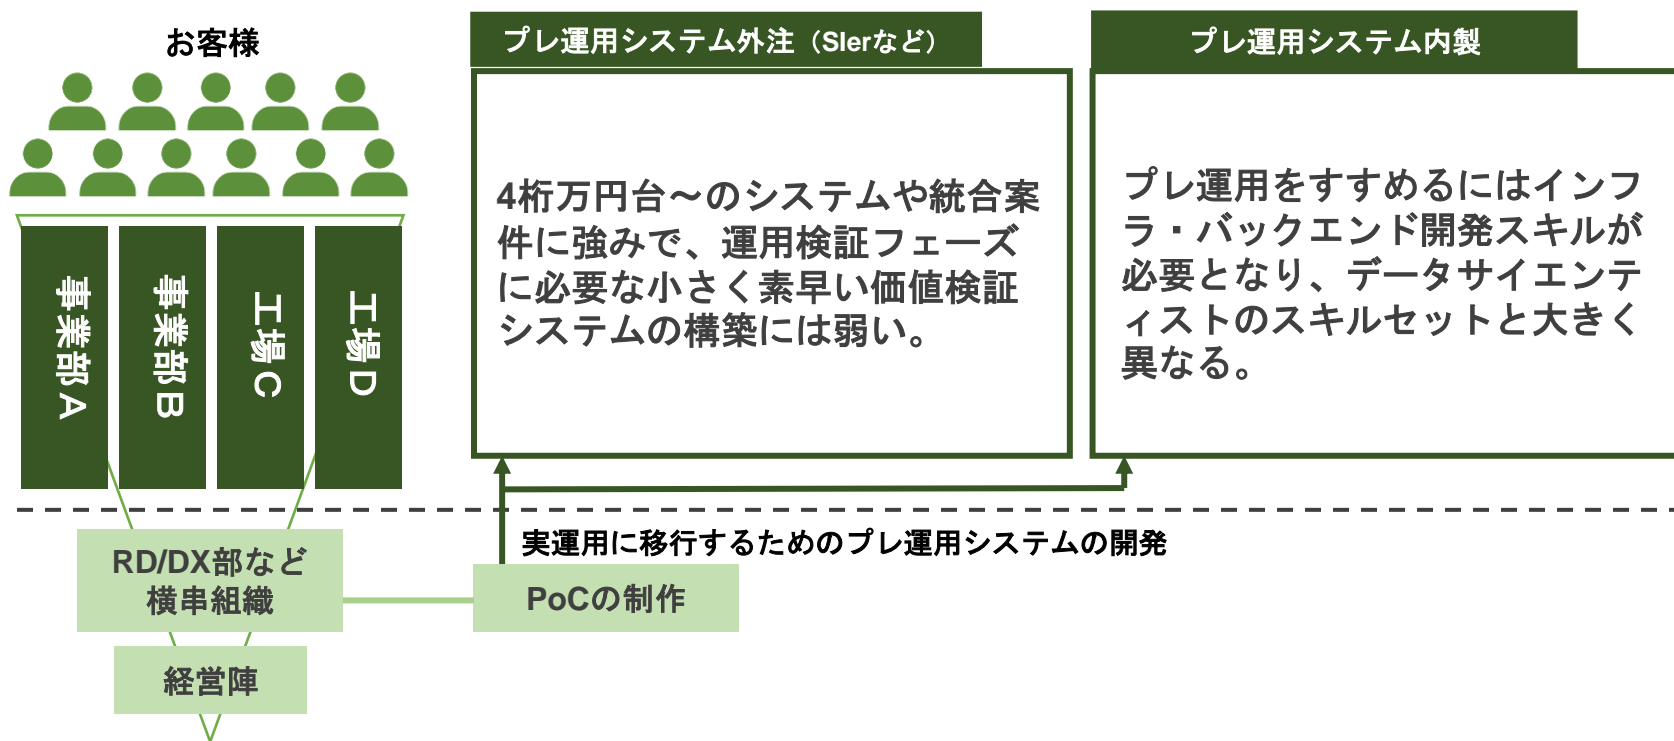 お客様
事業部A
事業部B
工場C
工場D
RD/DX部など
横串組織
経営陣
プレ運用システム外注（SIerなど）
4桁万円台～のシステムや統合案
件に強みで、運用検証フェーズ
に必要な小さく素早い価値検証
システムの構築には弱い。
プレ運用システム内製
プレ運用をすすめるにはインフ
ラ・バックエンド開発スキルが
必要となり、データサイエンテ
ィストのスキルセットと大きく
異なる。
実運用に移行するためのプレ運用システムの開発
PoCの制作